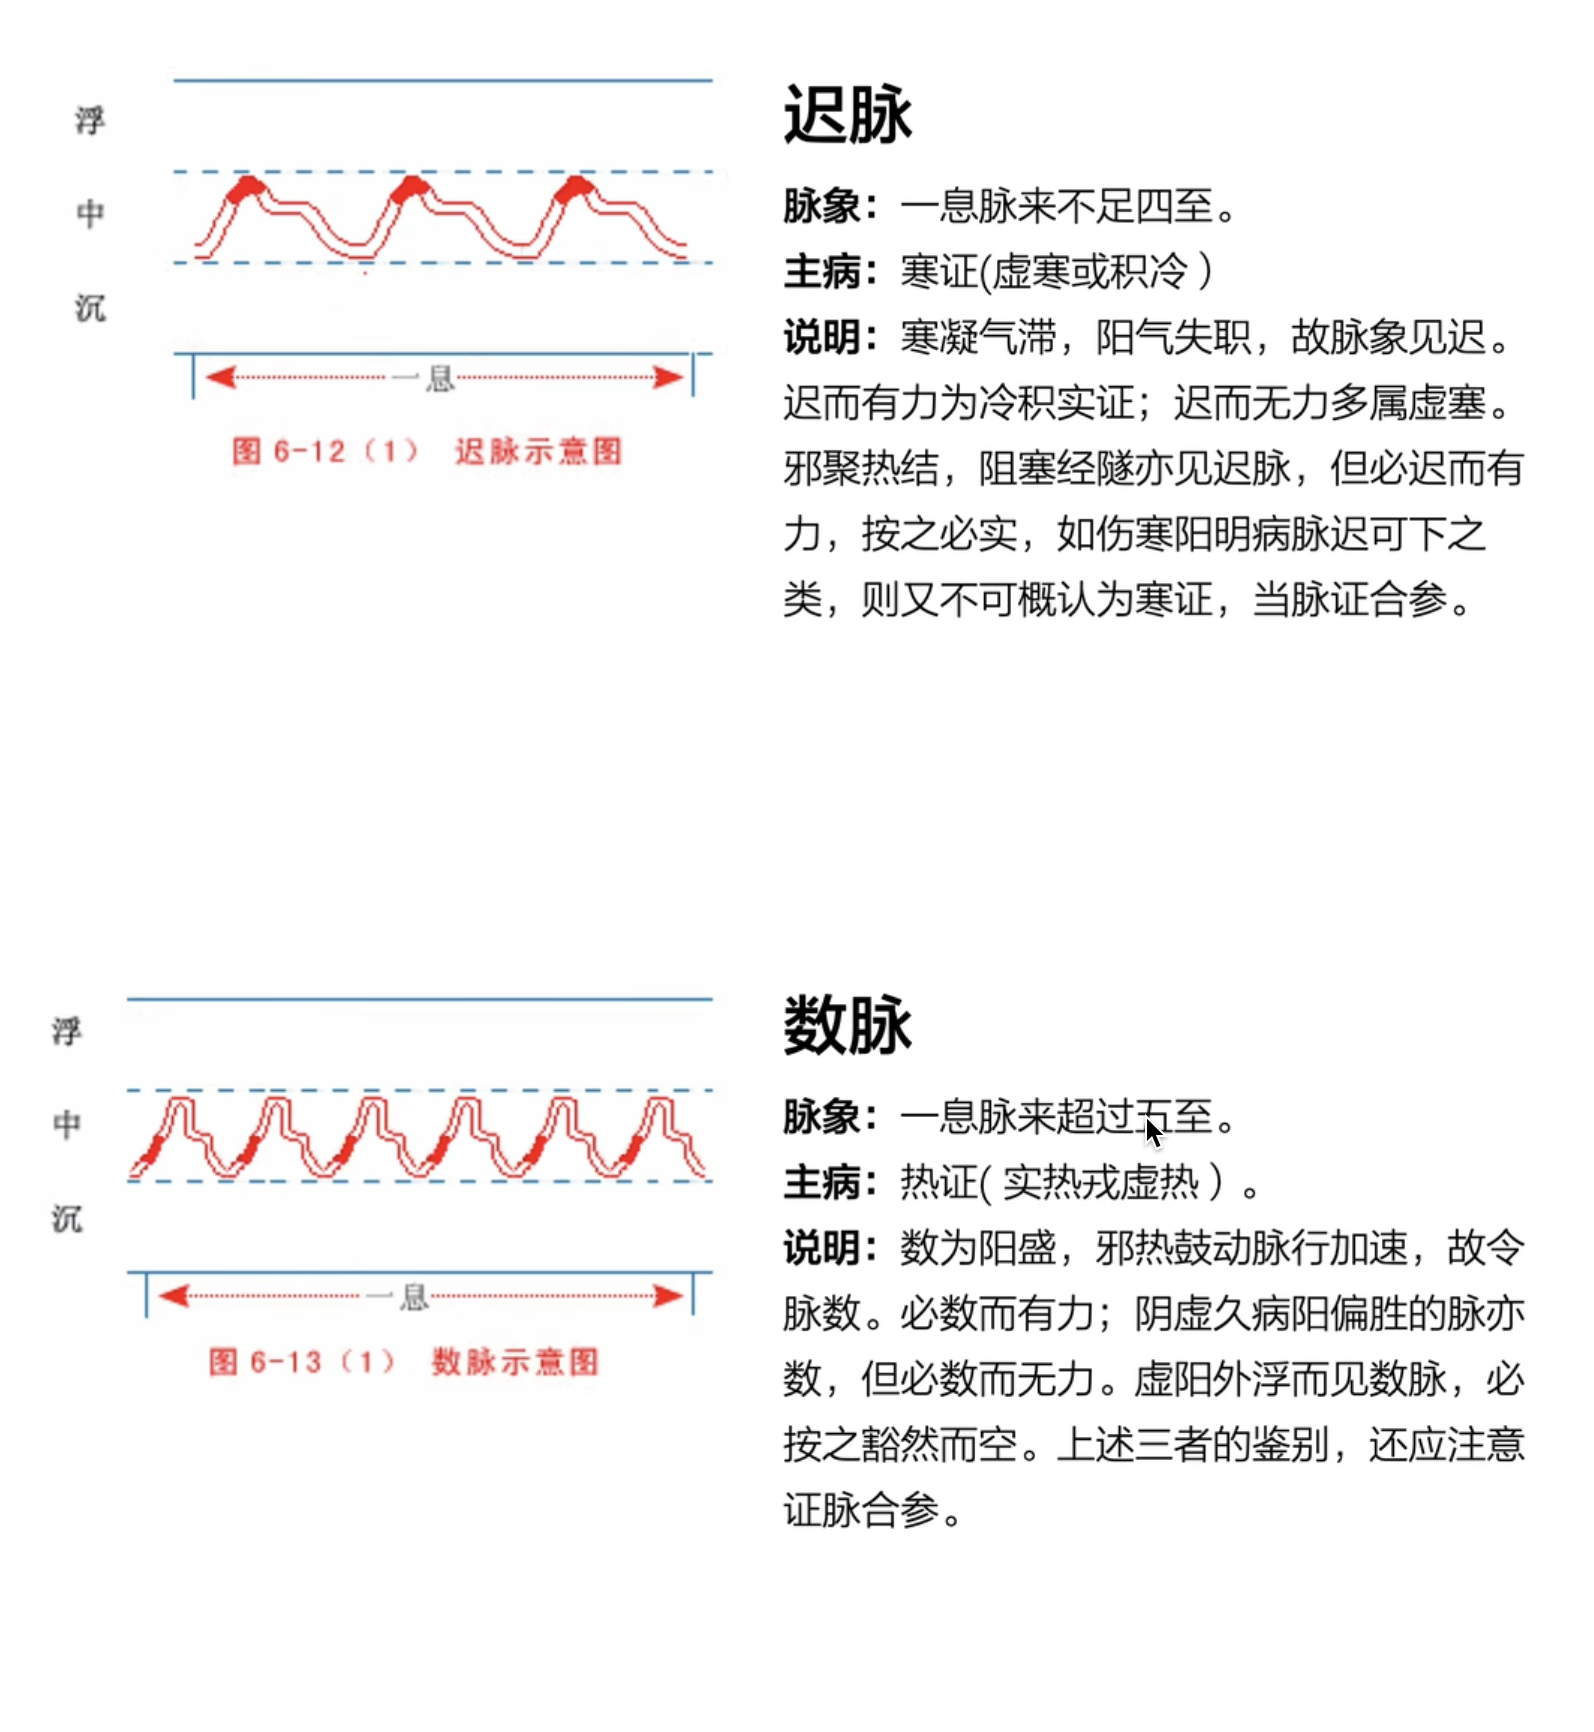 浮
中
沉
一息
图 6-12（1） 迟脉示意图
迟脉
脉象：一息脉来不足四至。
主病：寒证(虚寒或积冷）
说明：寒凝气滞，阳气失职，故脉象见迟。
迟而有力为冷积实证；迟而无力多属虚塞。
邪聚热结，阻塞经隧亦见迟脉，但必迟而有
力，按之必实，如伤寒阳明病脉迟可下之
类，则又不可概认为寒证，当脉证合参。
浮
中
沉
一息
图 6-13（1） 数脉示意图
数脉
脉象：一息脉来超过五至。
主病：热证( 实热戎虚热）。
说明：数为阳盛，邪热鼓动脉行加速，故令
脉数。必数而有力；阴虚久病阳偏胜的脉亦
数，但必数而无力。虚阳外浮而见数脉，必
按之豁然而空。上述三者的鉴别，还应注意
证脉合参。